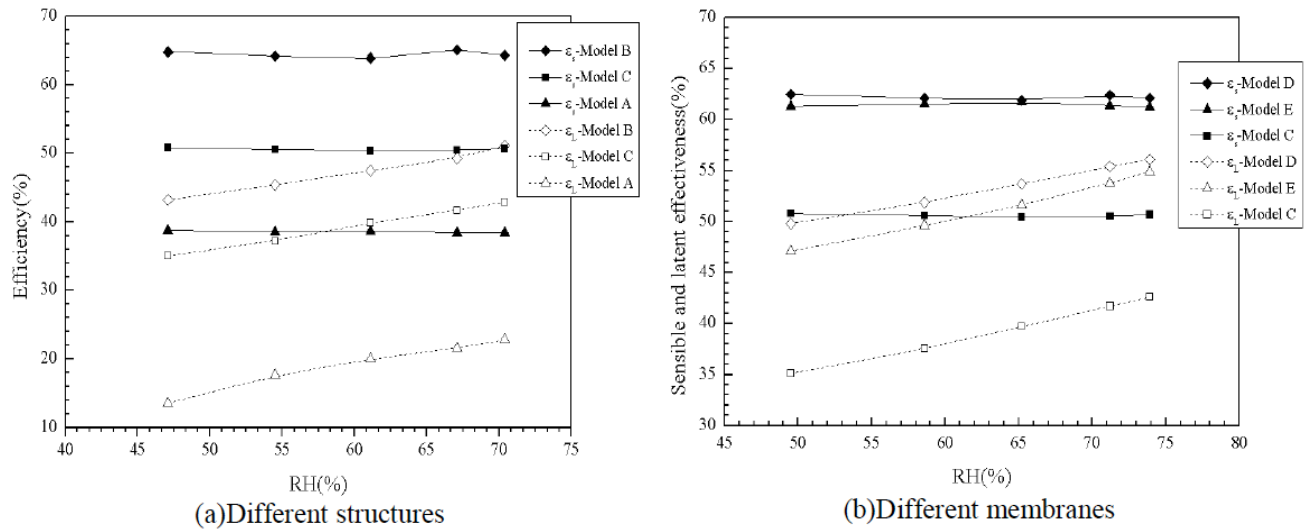 70
60
50
40
30
20
10
40
45
50
55
60
65
70
75
Efficiency(%)
RH(%)
εs-Model B
εs-Model C
εs-Model A
εL-Model B
εL-Model C
εL-Model A
(a)Different structures
70
65
60
55
50
45
40
35
30
45
50
55
60
65
70
75
80
Sensible and latent effectiveness(%)
RH(%)
εs-Model D
εs-Model E
εs-Model C
εL-Model D
εL-Model E
εL-Model C
(b)Different membranes